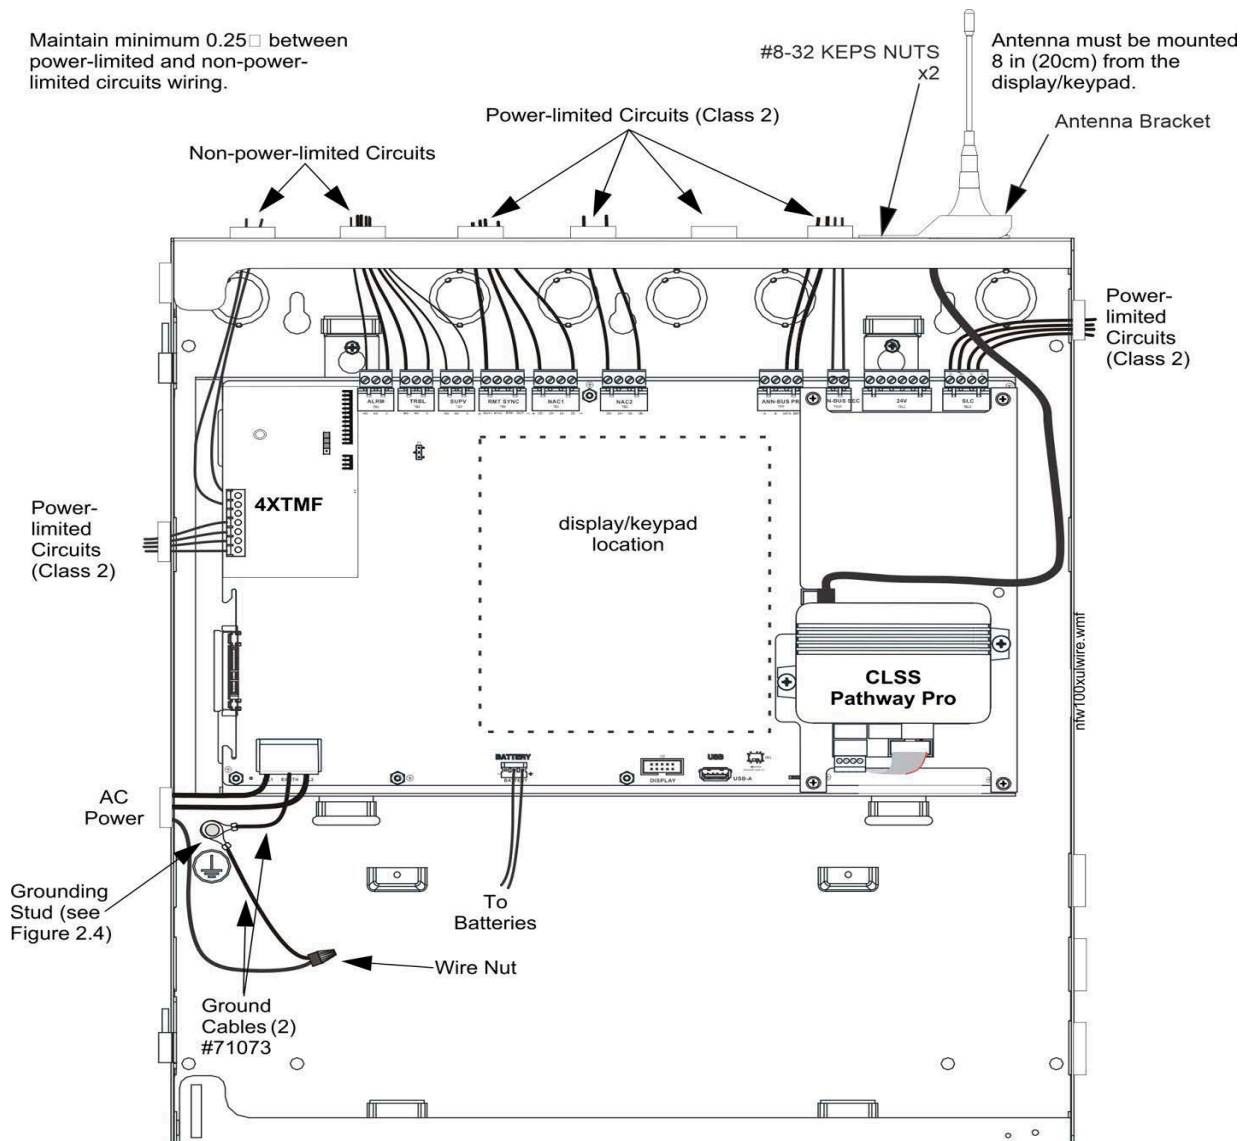 Maintain minimum 0.25□ between
power-limited and non-power-
limited circuits wiring.
#8-32 KEPS NUTS
x2
Antenna must be mounted
8 in (20cm) from the
display/keypad.
Antenna Bracket
Power-limited Circuits (Class 2)
Non-power-limited Circuits
Power-
limited
Circuits
(Class 2)
ALRM
TRBL
SUPV
RMT SYNC
NAC1
NAC2
ANN-BUS PR
N-BUS SEC
24V
SLC
4XTMF
display/keypad
location
Power-
limited
Circuits
(Class 2)
nfw100xulwire.wmf
CLSS
Pathway Pro
BATTERY
BATTERY
DISPLAY
USB
USB-A
AC
Power
Grounding
Stud (see
Figure 2.4)
To
Batteries
Wire Nut
Ground
Cables (2)
#71073